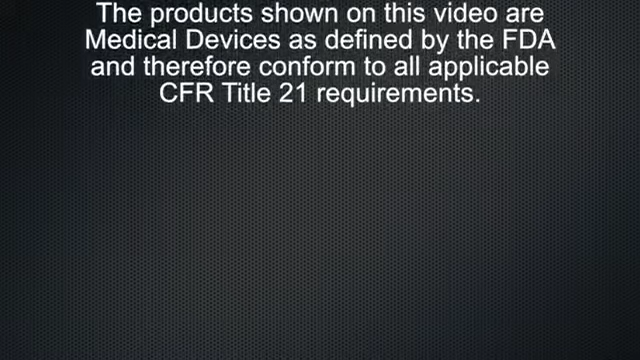 The products shown on this video are
Medical Devices as defined by the FDA
and therefore conform to all applicable
CFR Title 21 requirements.